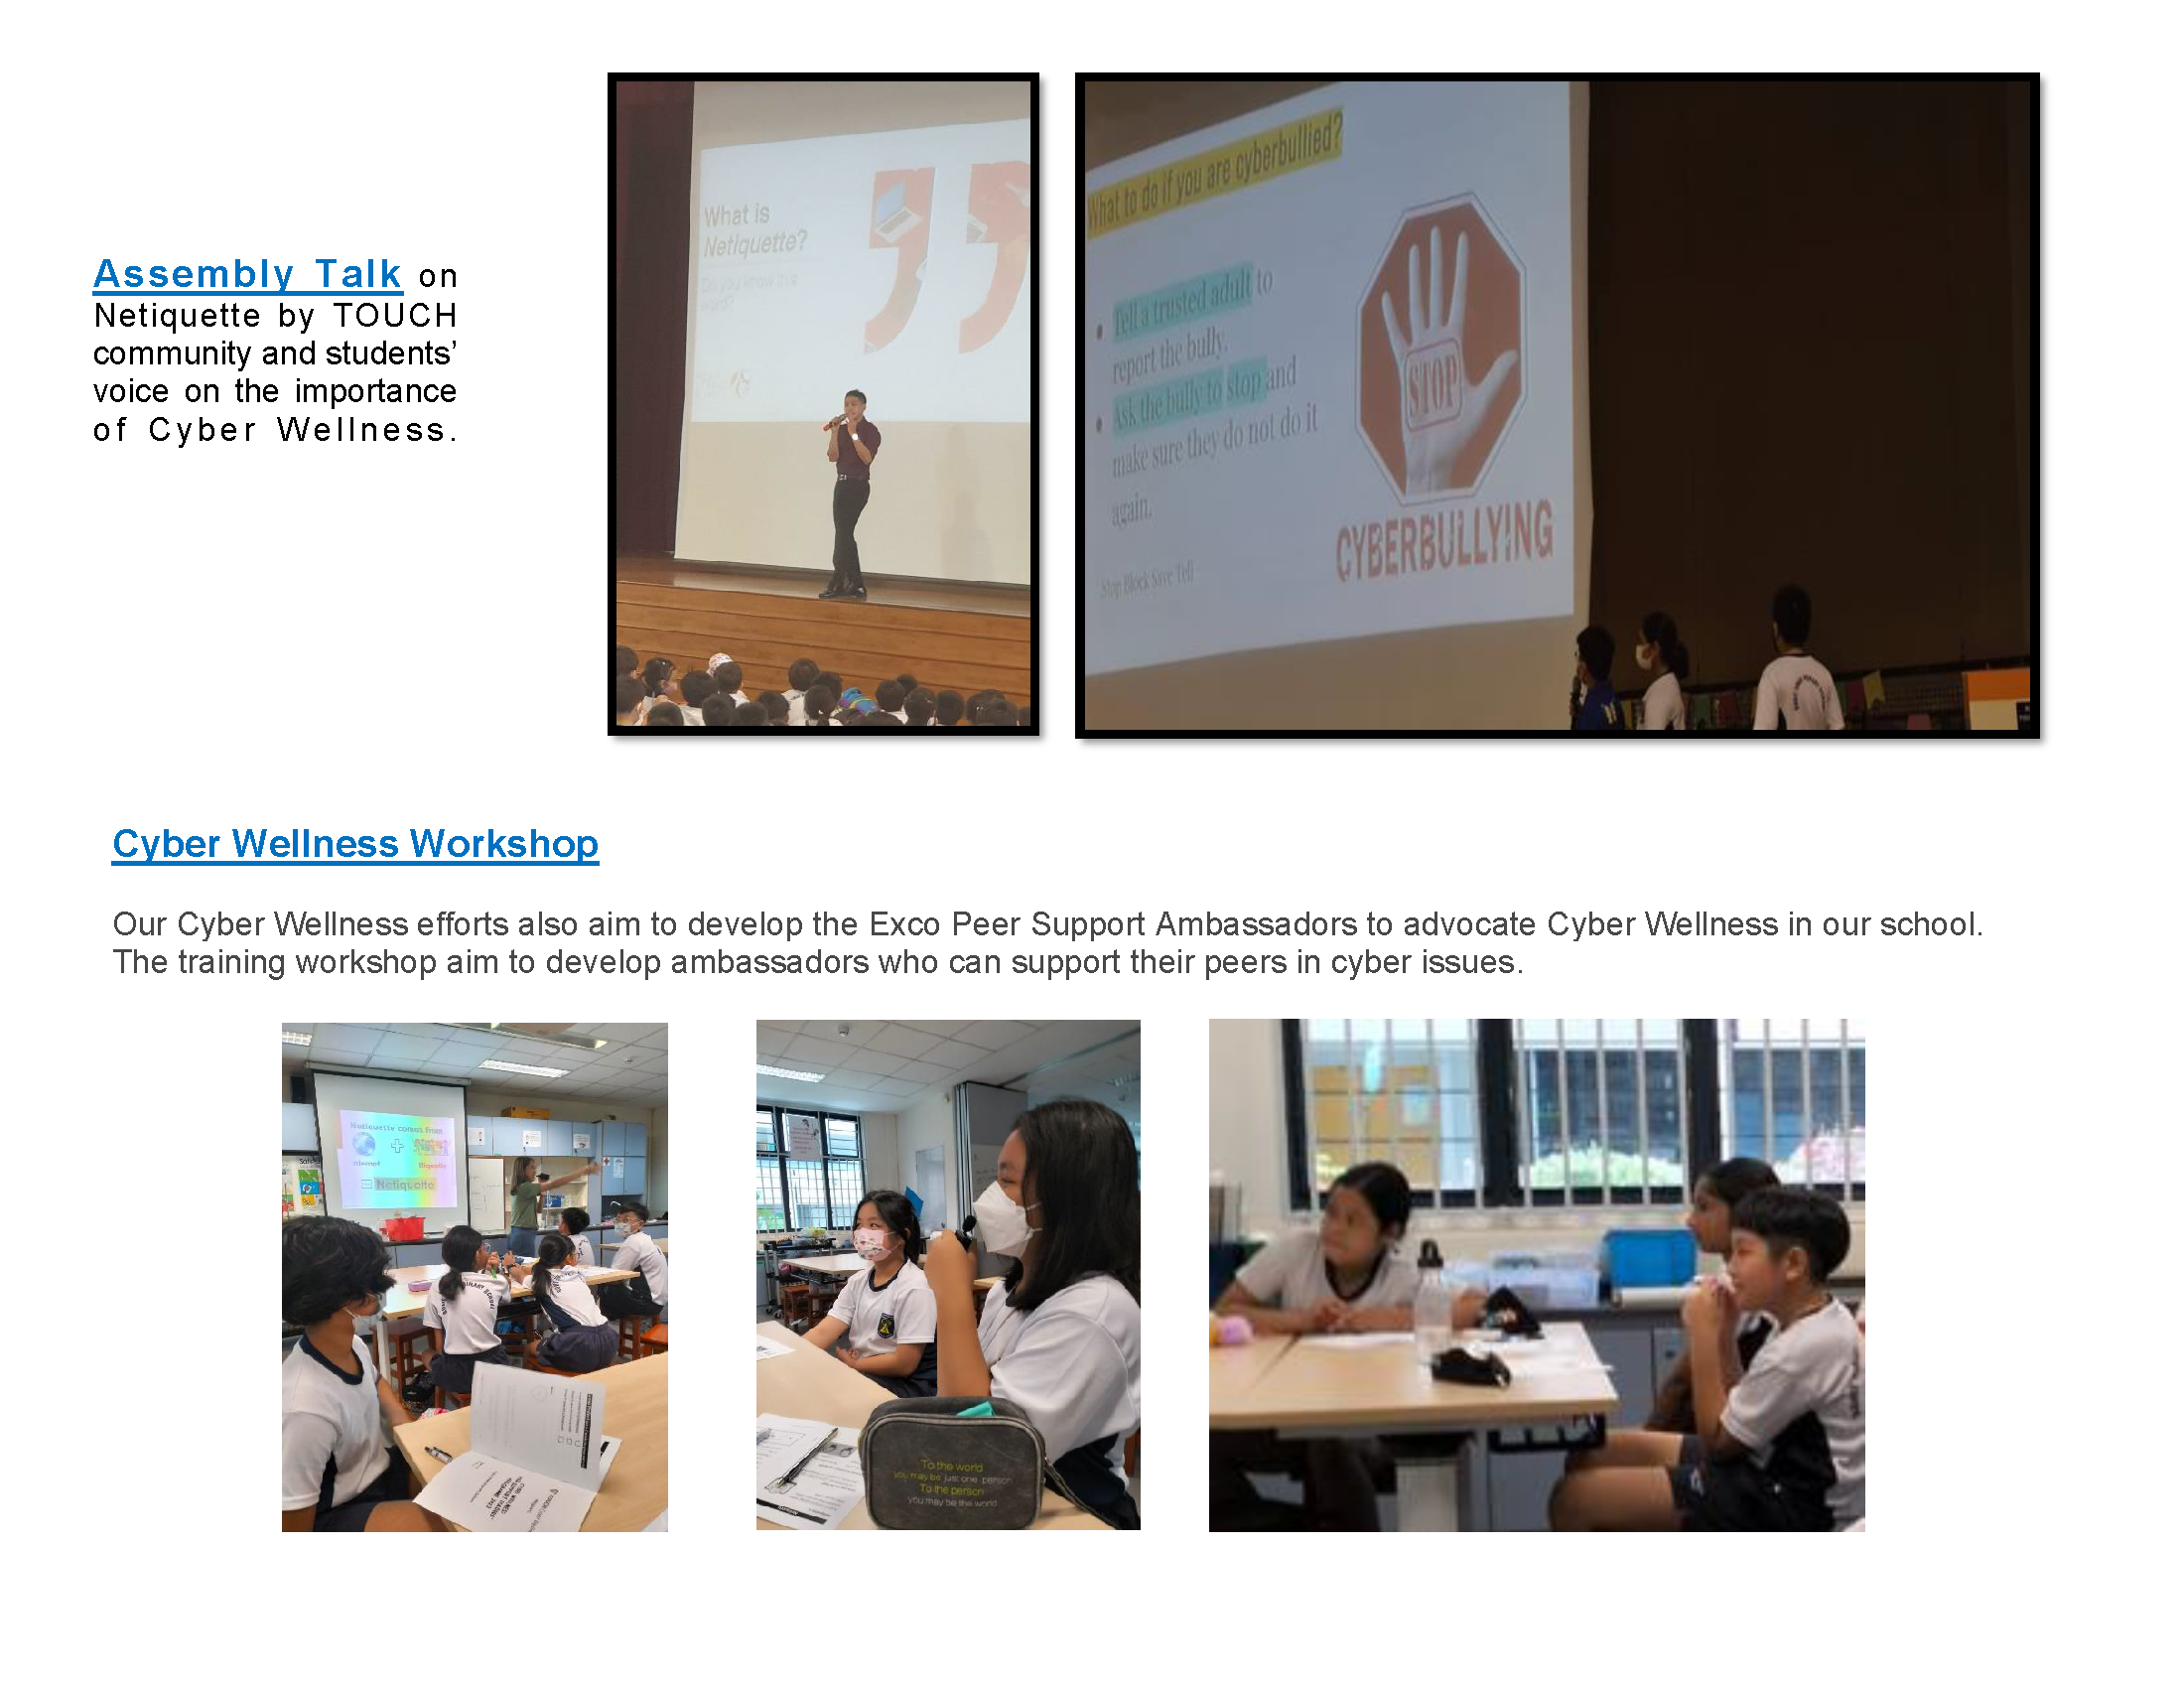 Assembly Talk on
Netiquette by TOUCH
community and students’
voice on the importance
of Cyber Wellness.
What is
Netiquette?
Do you know this
word?
What to do if you are cyberbullied?
Tell a trusted adult to
report the bully.
Ask the bully to stop and
make sure they do not do it
again.
Stop Block Save Tell
STOP
CYBERBULLYING
Cyber Wellness Workshop
Our Cyber Wellness efforts also aim to develop the Exco Peer Support Ambassadors to advocate Cyber Wellness in our school.
The training workshop aim to develop ambassadors who can support their peers in cyber issues.
Netiquette comes from
Internet
Etiquette
Netiquette
To the world
you may be just one person
To the person
you may be the world